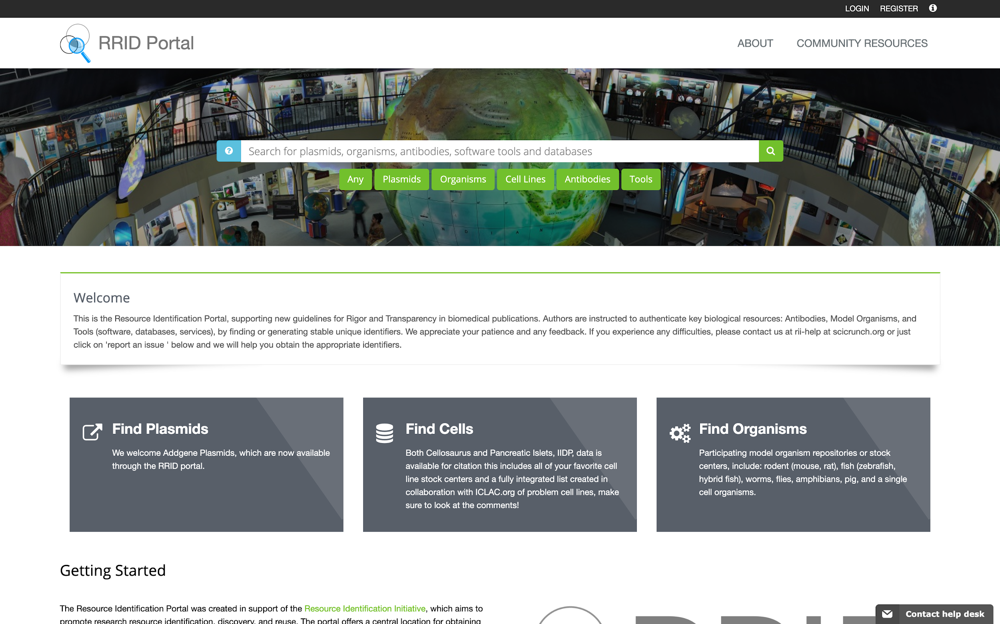 LOGIN REGISTER
RRID Portal
ABOUT COMMUNITY RESOURCES
30 TO 60 WEST
CHINA
Search for plasmids, organisms, antibodies, software tools and databases
Any Plasmids Organisms Cell Lines Antibodies Tools
INDIAN
Welcome
This is the Resource Identification Portal, supporting new guidelines for Rigor and Transparency in biomedical publications. Authors are instructed to authenticate key biological resources: Antibodies, Model Organisms, and
Tools (software, databases, services), by finding or generating stable unique identifiers. We appreciate your patience and any feedback. If you experience any difficulties, please contact us at rii-help at scicrunch.org or just
click on 'report an issue ' below and we will help you obtain the appropriate identifiers.
Find Plasmids
We welcome Addgene Plasmids, which are now available
through the RRID portal.
Find Cells
Both Cellosaurus and Pancreatic Islets, IIDP, data is
available for citation this includes all of your favorite cell
line stock centers and a fully integrated list created in
collaboration with ICLAC.org of problem cell lines, make
sure to look at the comments!
Find Organisms
Participating model organism repositories or stock
centers, include: rodent (mouse, rat), fish (zebrafish,
hybrid fish), worms, flies, amphibians, pig, and a single
cell organisms.
Getting Started
The Resource Identification Portal was created in support of the Resource Identification Initiative, which aims to
promote research resource identification, discovery, and reuse. The portal offers a central location for obtaining
Contact help desk